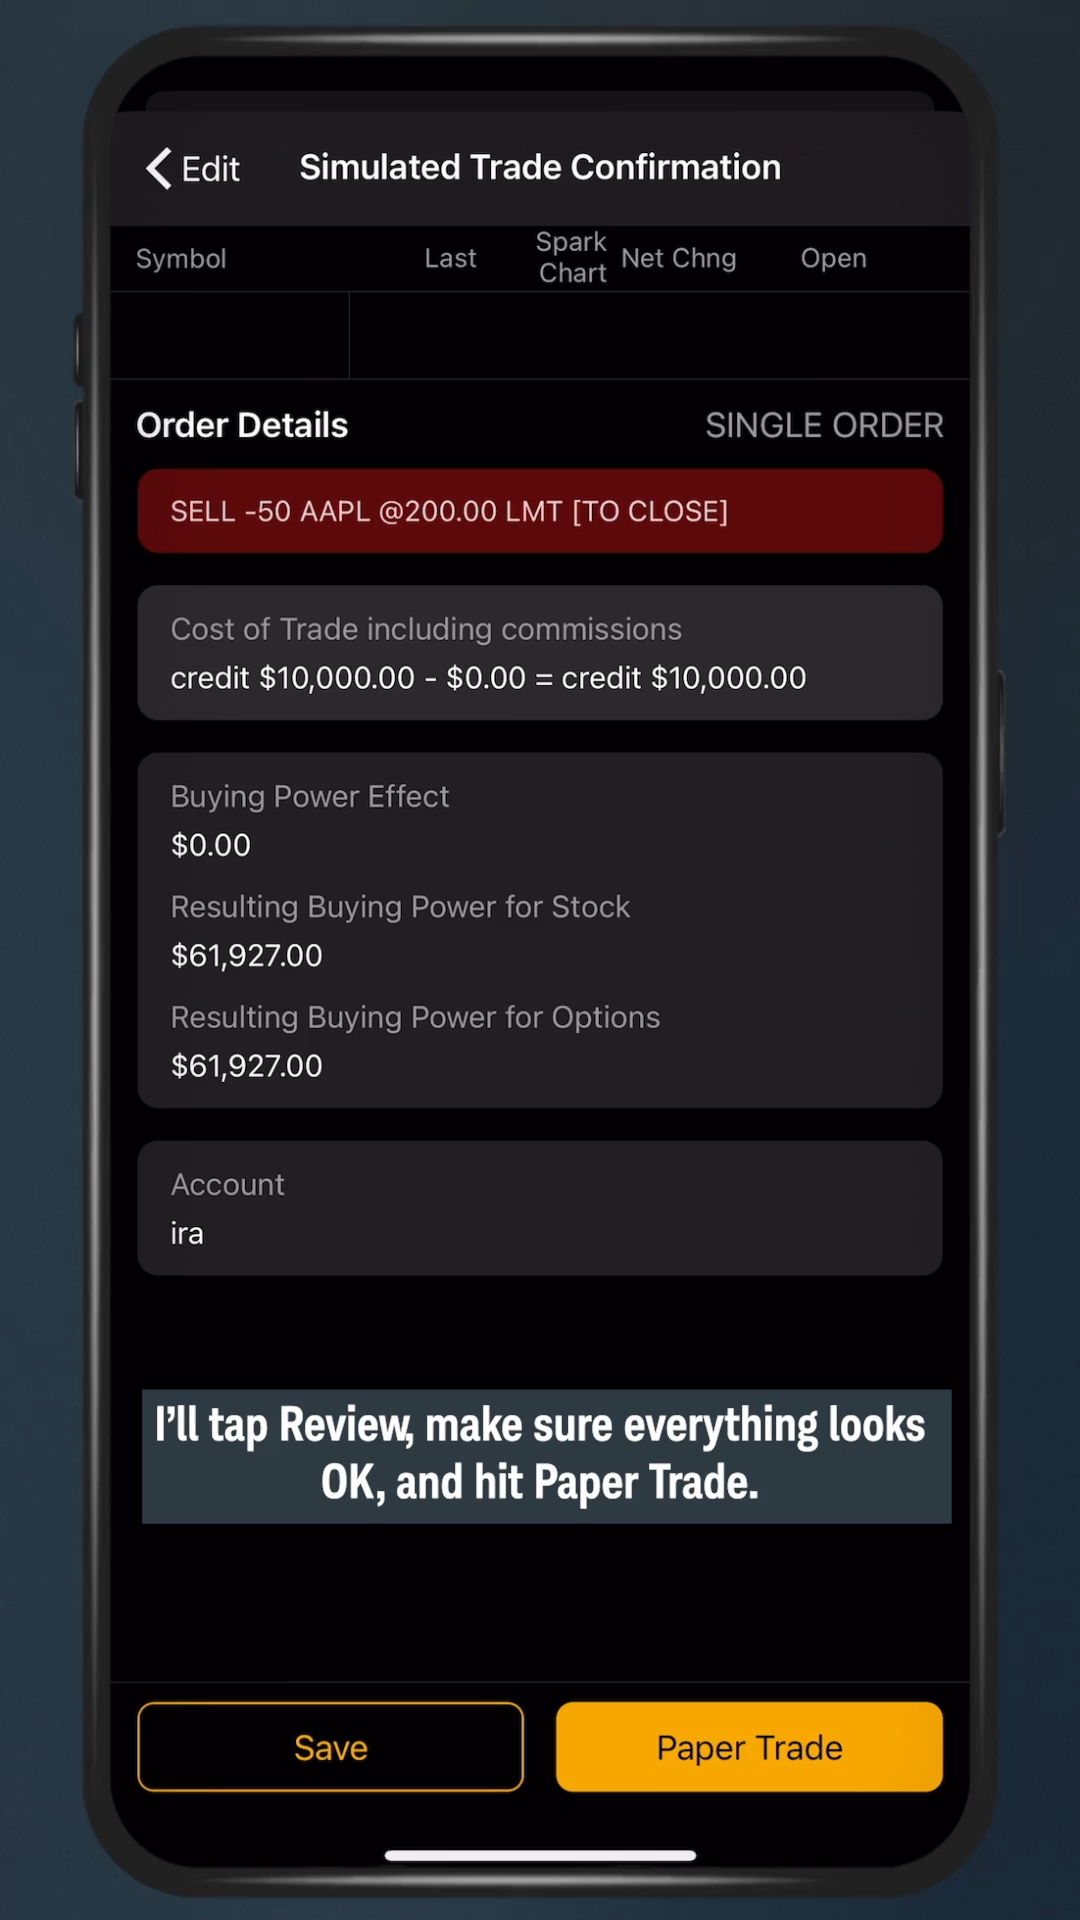 Edit
Simulated Trade Confirmation
Symbol
Last
Spark
Chart
Net Chng
Open
Order Details
SINGLE ORDER
SELL -50 AAPL @200.00 LMT [TO CLOSE]
Cost of Trade including commissions
credit $10,000.00 - $0.00 = credit $10,000.00
Buying Power Effect
$0.00
Resulting Buying Power for Stock
$61,927.00
Resulting Buying Power for Options
$61,927.00
Account
ira
I'll tap Review, make sure everything looks
OK, and hit Paper Trade.
Save
Paper Trade